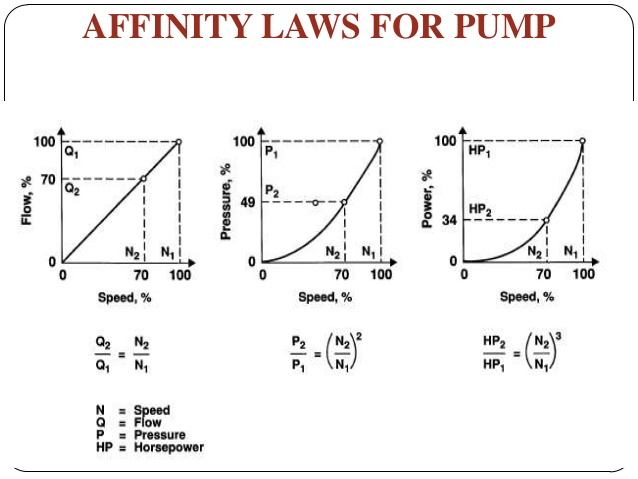 AFFINITY LAWS FOR PUMP
100
Q1
70
Q2
Flow, %
0
N2 N1
0 70 100
Speed, %
Q2/Q1 = N2/N1
100
P1
P2
49
Pressure, %
0
N2 N1
0 70 100
Speed, %
P2/P1 = (N2/N1)2
100
HP1
HP2
34
Power, %
0
N2 N1
0 70 100
Speed, %
HP2/HP1 = (N2/N1)3
N = Speed
Q = Flow
P = Pressure
HP = Horsepower